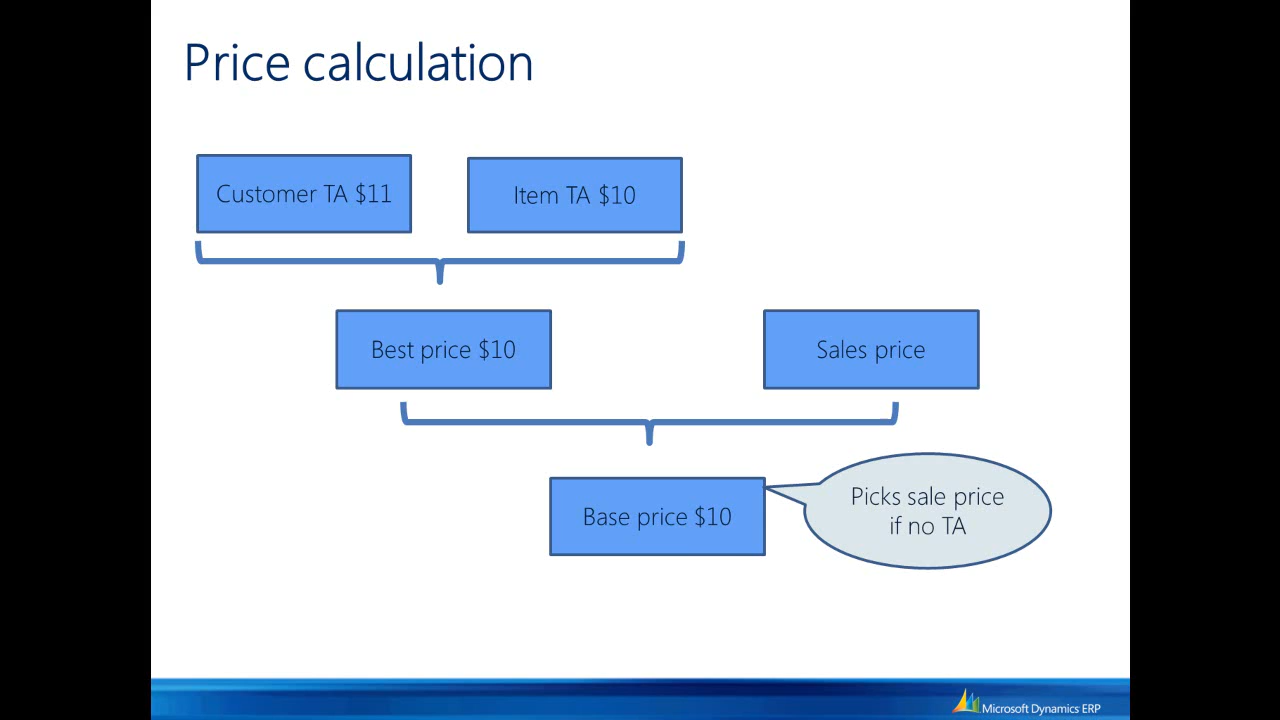 Price calculation
Customer TA $11
Item TA $10
Best price $10
Sales price
Base price $10
Picks sale price
if no TA
Microsoft Dynamics ERP